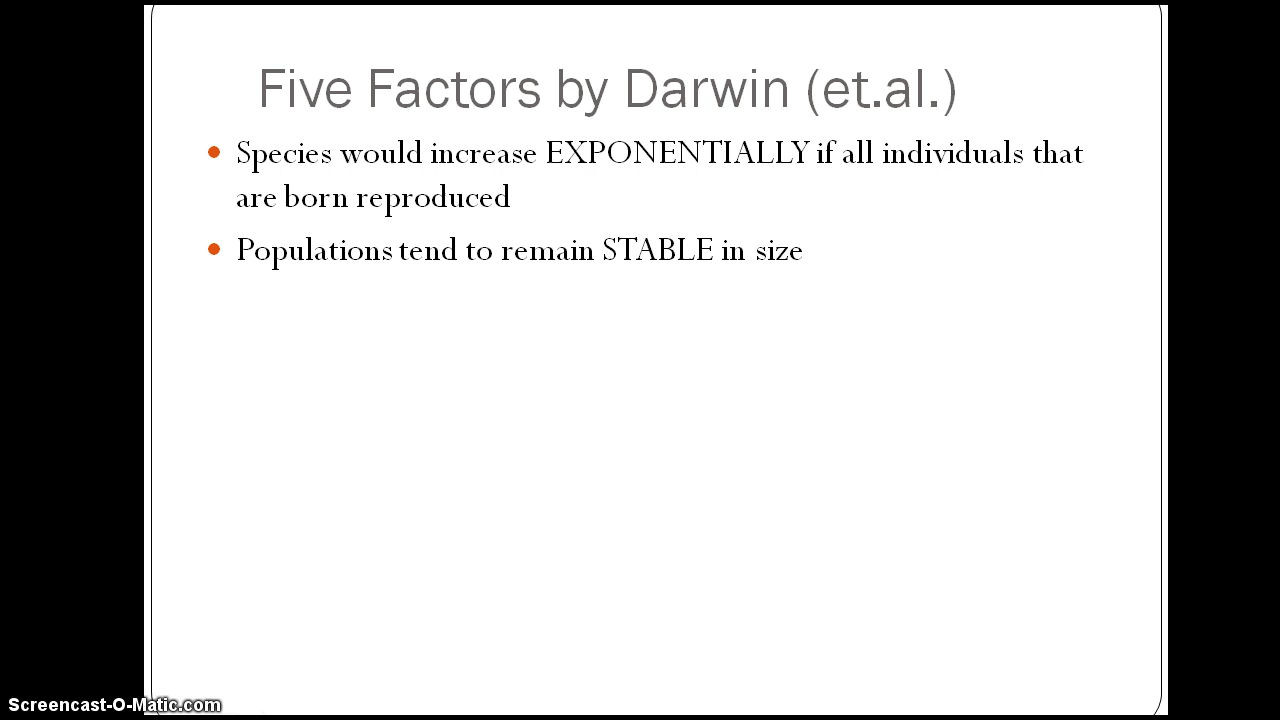 Five Factors by Darwin (et.al.)
Species would increase EXPONENTIALLY if all individuals that
are born reproduced
Populations tend to remain STABLE in size
Screencast-O-Matic.com